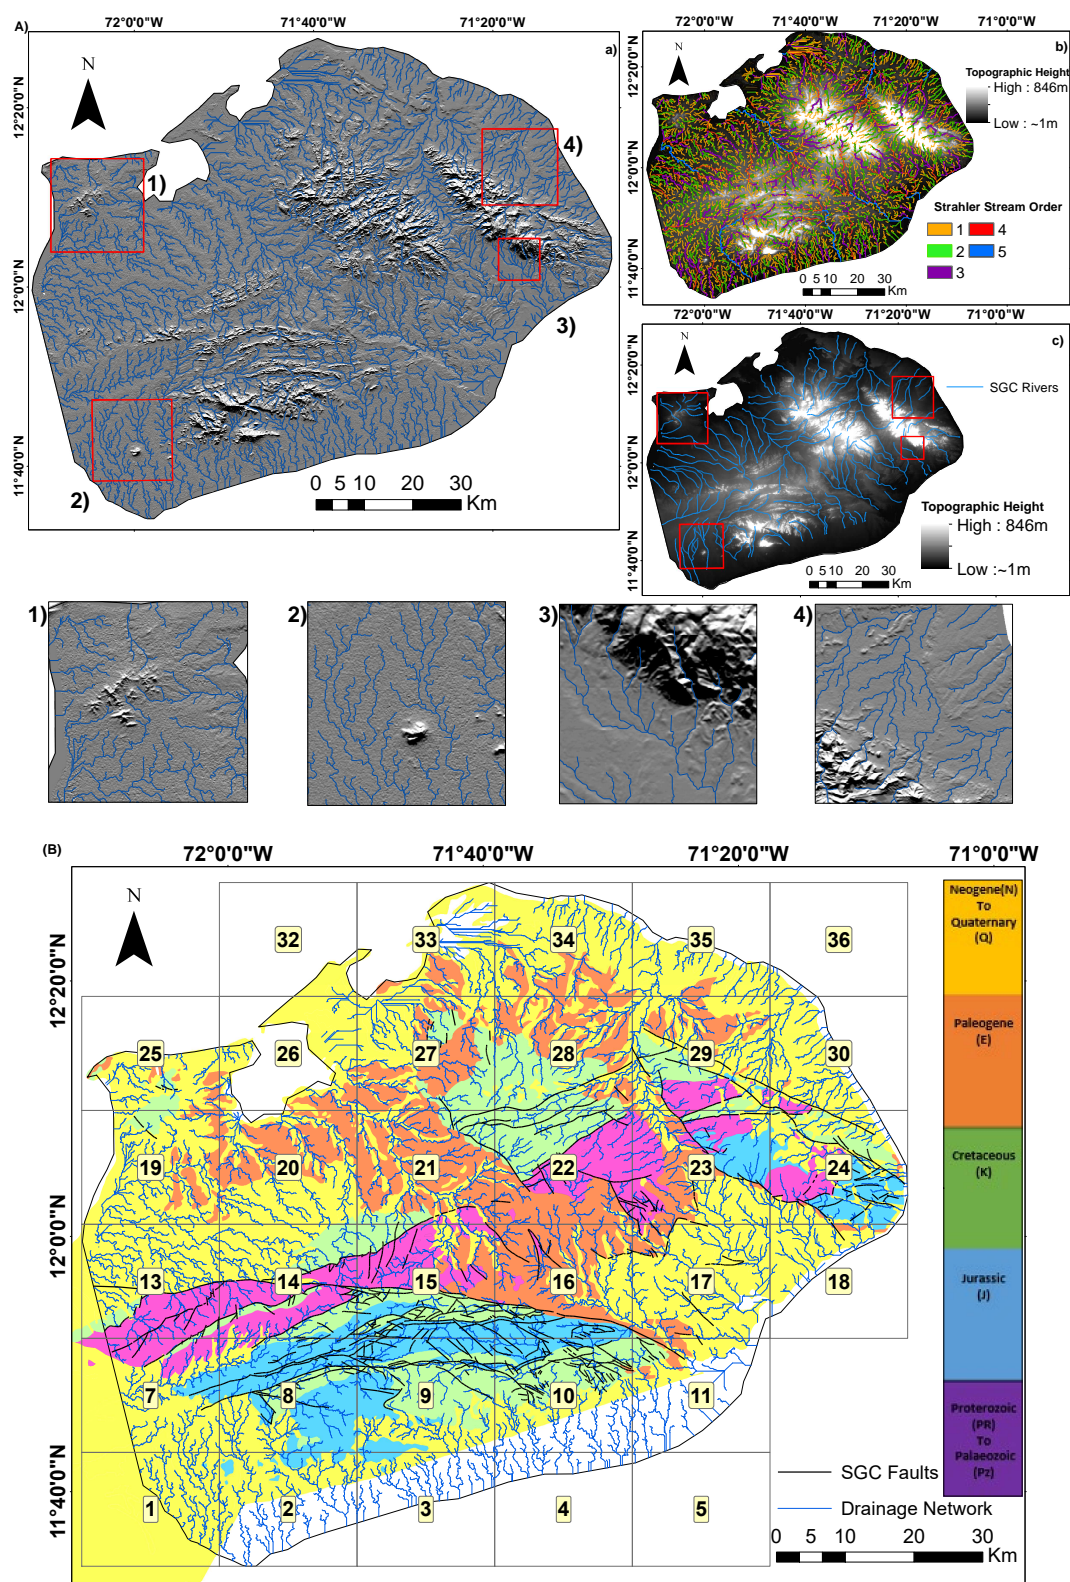 A)
72°0'0"W
71°40'0"W
71°20'0"W
a)
N
12°20'0"N
12°0'0"N
11°40'0"N
1)
2)
3)
4)
0 5 10 20 30
Km
72°0'0"W
71°40'0"W
71°20'0"W
71°0'0"W
b)
N
12°20'0"N
12°0'0"N
11°40'0"N
Topographic Height
High : 846m
Low : ~1m
Strahler Stream Order
1
4
2
5
3
0 5 10 20 30
Km
72°0'0"W
71°40'0"W
71°20'0"W
71°0'0"W
c)
N
12°20'0"N
12°0'0"N
11°40'0"N
SGC Rivers
Topographic Height
High : 846m
Low :~1m
0 5 10 20 30
Km
1)
2)
3)
4)
(B)
72°0'0"W
71°40'0"W
71°20'0"W
71°0'0"W
N
12°20'0"N
12°0'0"N
11°40'0"N
32
33
34
35
36
25
26
27
28
29
30
19
20
21
22
23
24
13
14
15
16
17
18
7
8
9
10
11
1
2
3
4
5
Neogene(N)
To
Quaternary
(Q)
Paleogene
(E)
Cretaceous
(K)
Jurassic
(J)
Proterozoic
(PR)
To
Palaeozoic
(Pz)
SGC Faults
Drainage Network
0 5 10 20 30
Km